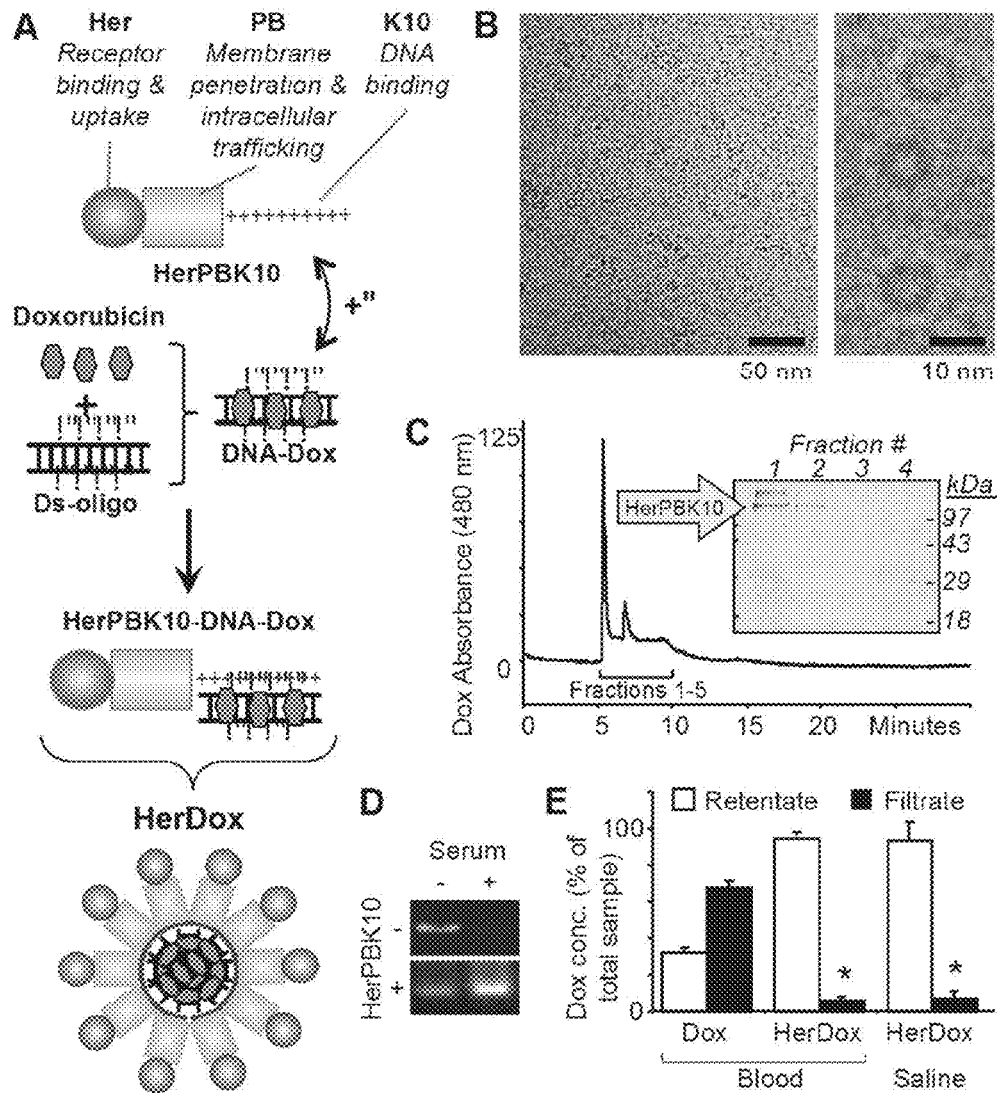 A
Her
Receptor
binding &
uptake
PB
Membrane
penetration &
intracellular
trafficking
K10
DNA
binding
++++++++++
HerPBK10
+"
Doxorubicin
+
Ds-oligo
DNA-Dox
HerPBK10-DNA-Dox
HerDox
B
50 nm
10 nm
C
Dox Absorbance (480 nm)
125
0
HerPBK10
Fraction #
1 2 3 4
kDa
97
43
29
18
Fractions 1-5
0 5 10 15 20 Minutes
D
Serum
- +
HerPBK10
-
+
E
Retentate Filtrate
Dox conc. (% of
total sample)
100
0
* *
Dox HerDox HerDox
Blood Saline